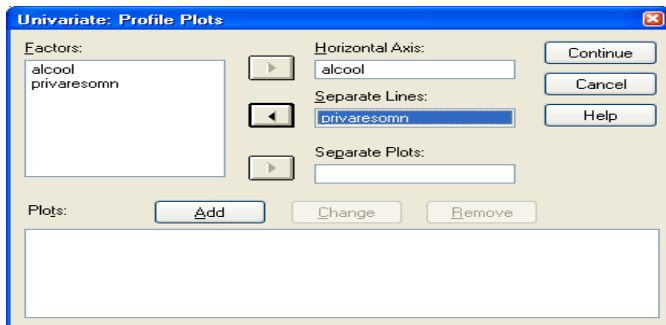 Univariate: Profile Plots
Factors:
alcool
privaresomn
Horizontal Axis:
alcool
Separate Lines:
privaresomn
Separate Plots:
Continue
Cancel
Help
Plots:
Add
Change
Remove